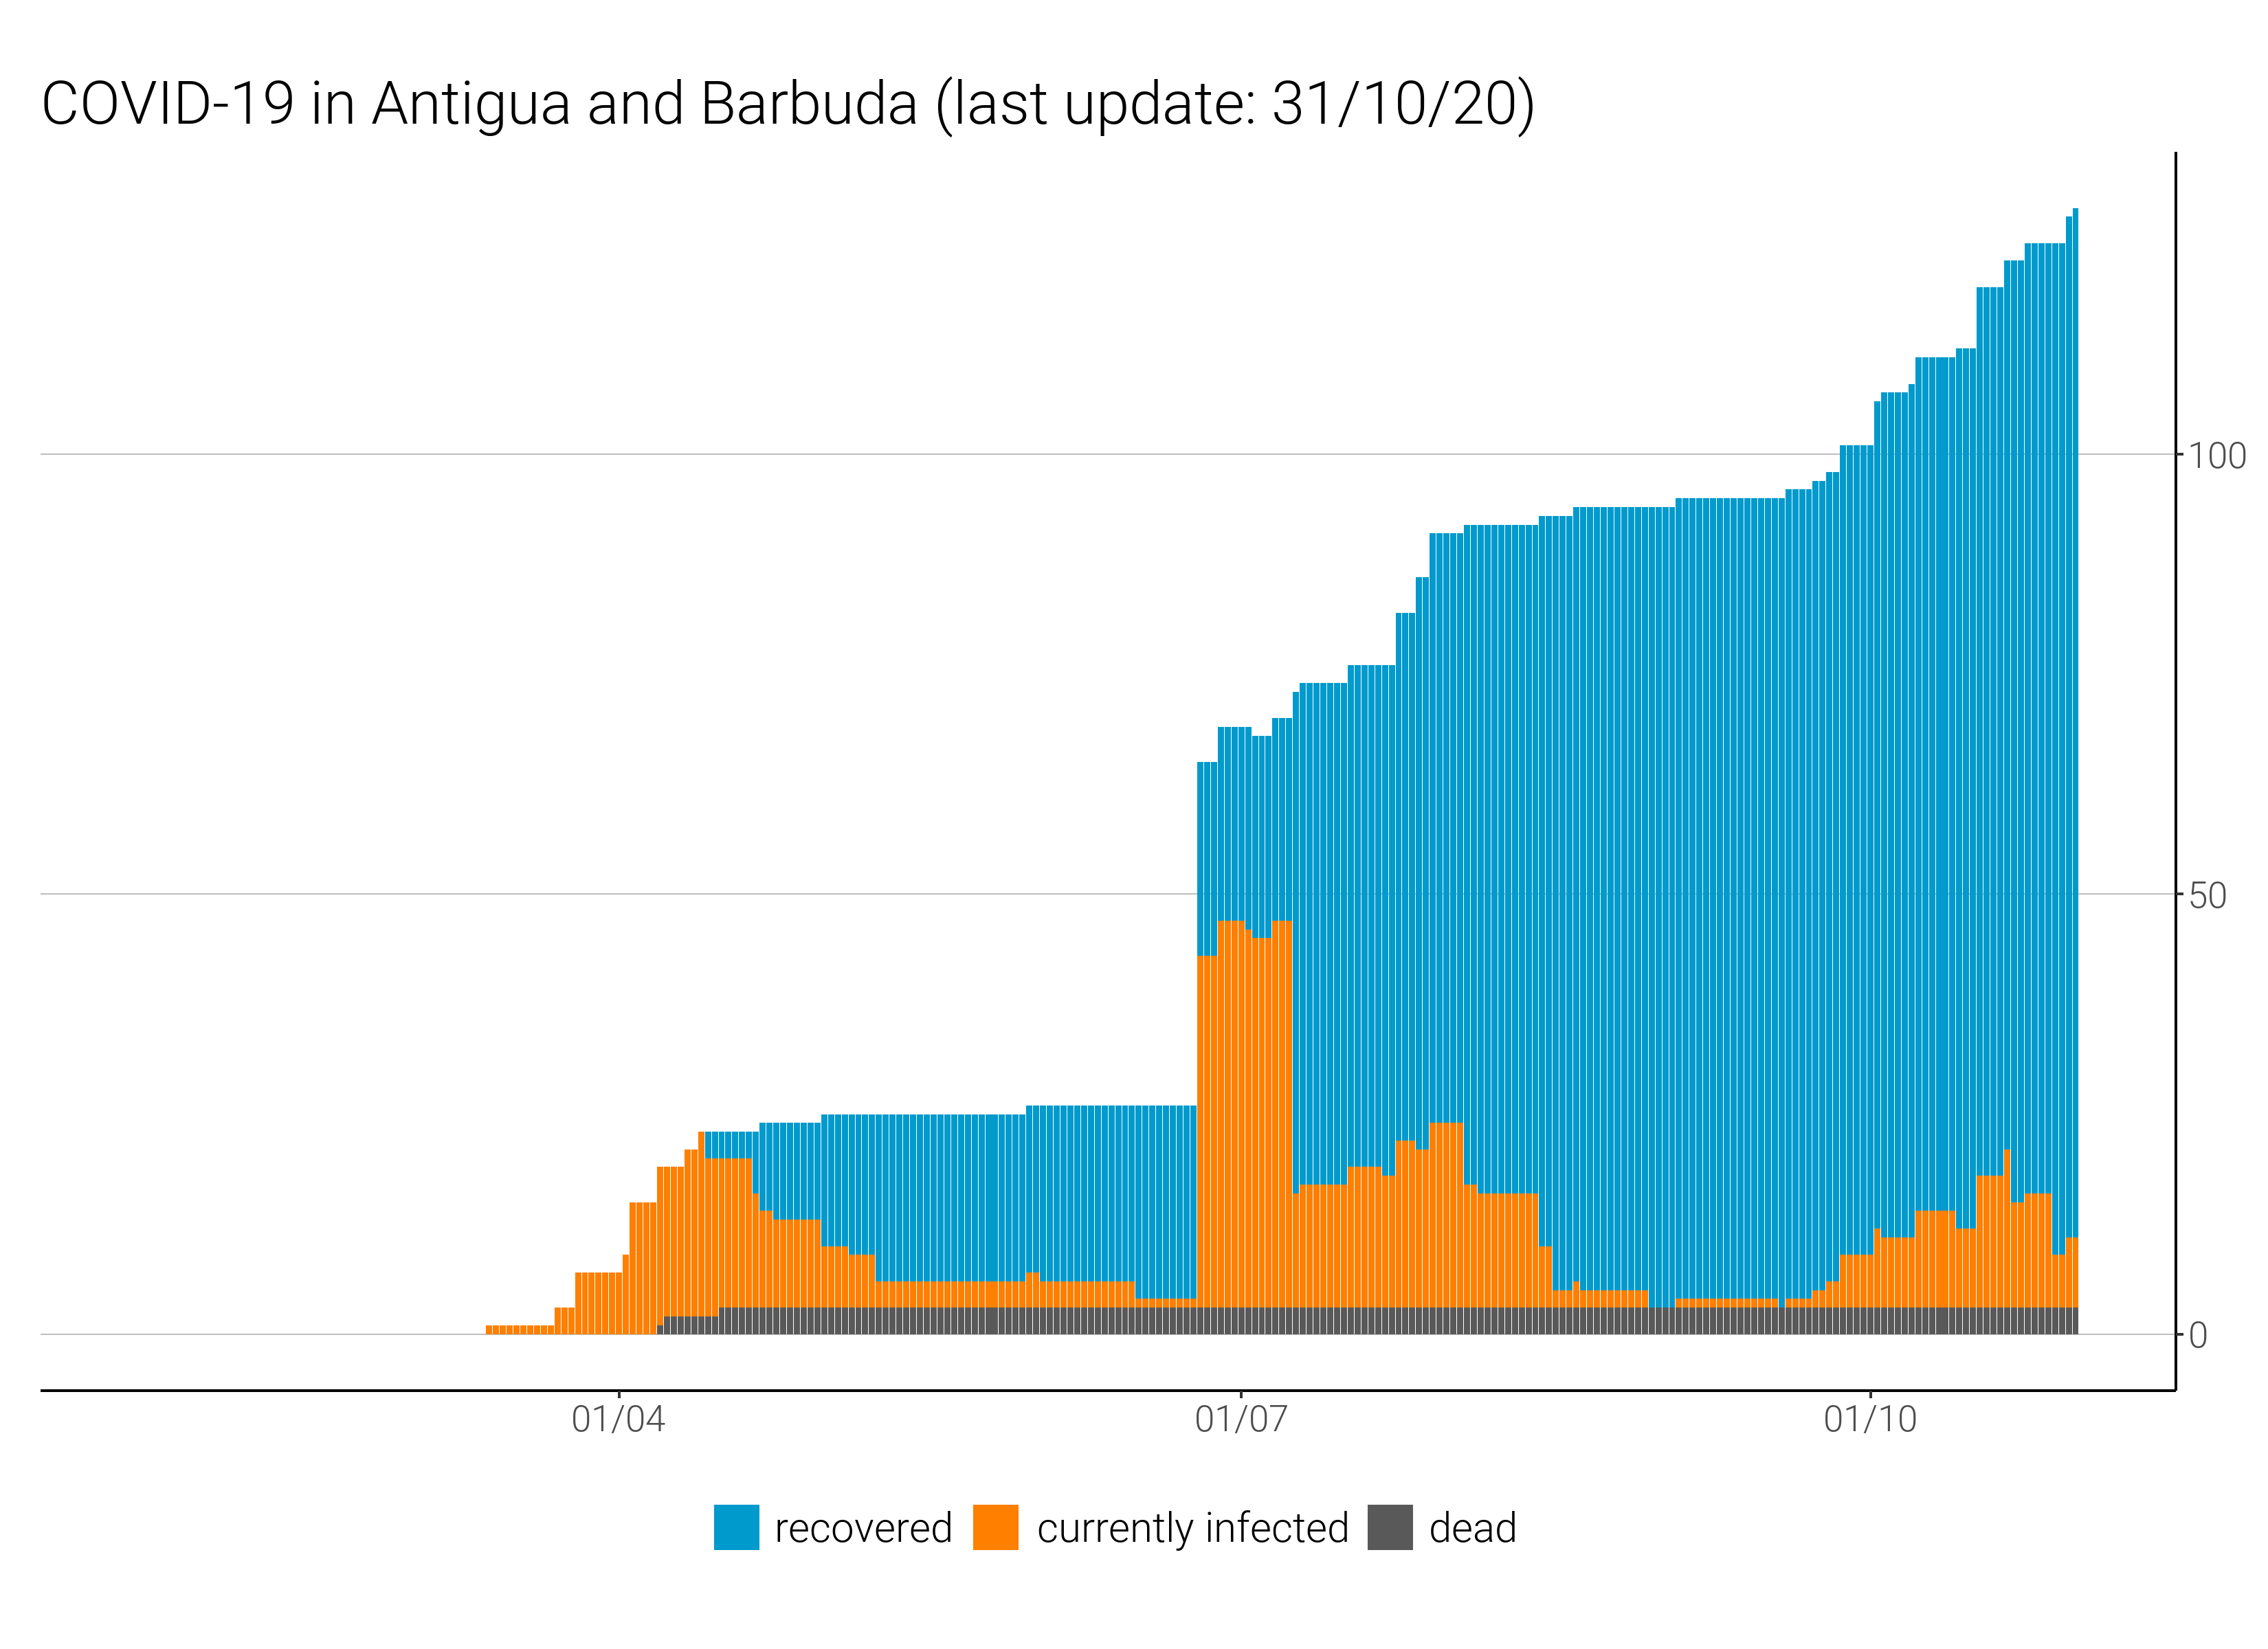 COVID-19 in Antigua and Barbuda (last update: 31/10/20)
100
50
0
01/04 01/07 01/10
recovered currently infected dead